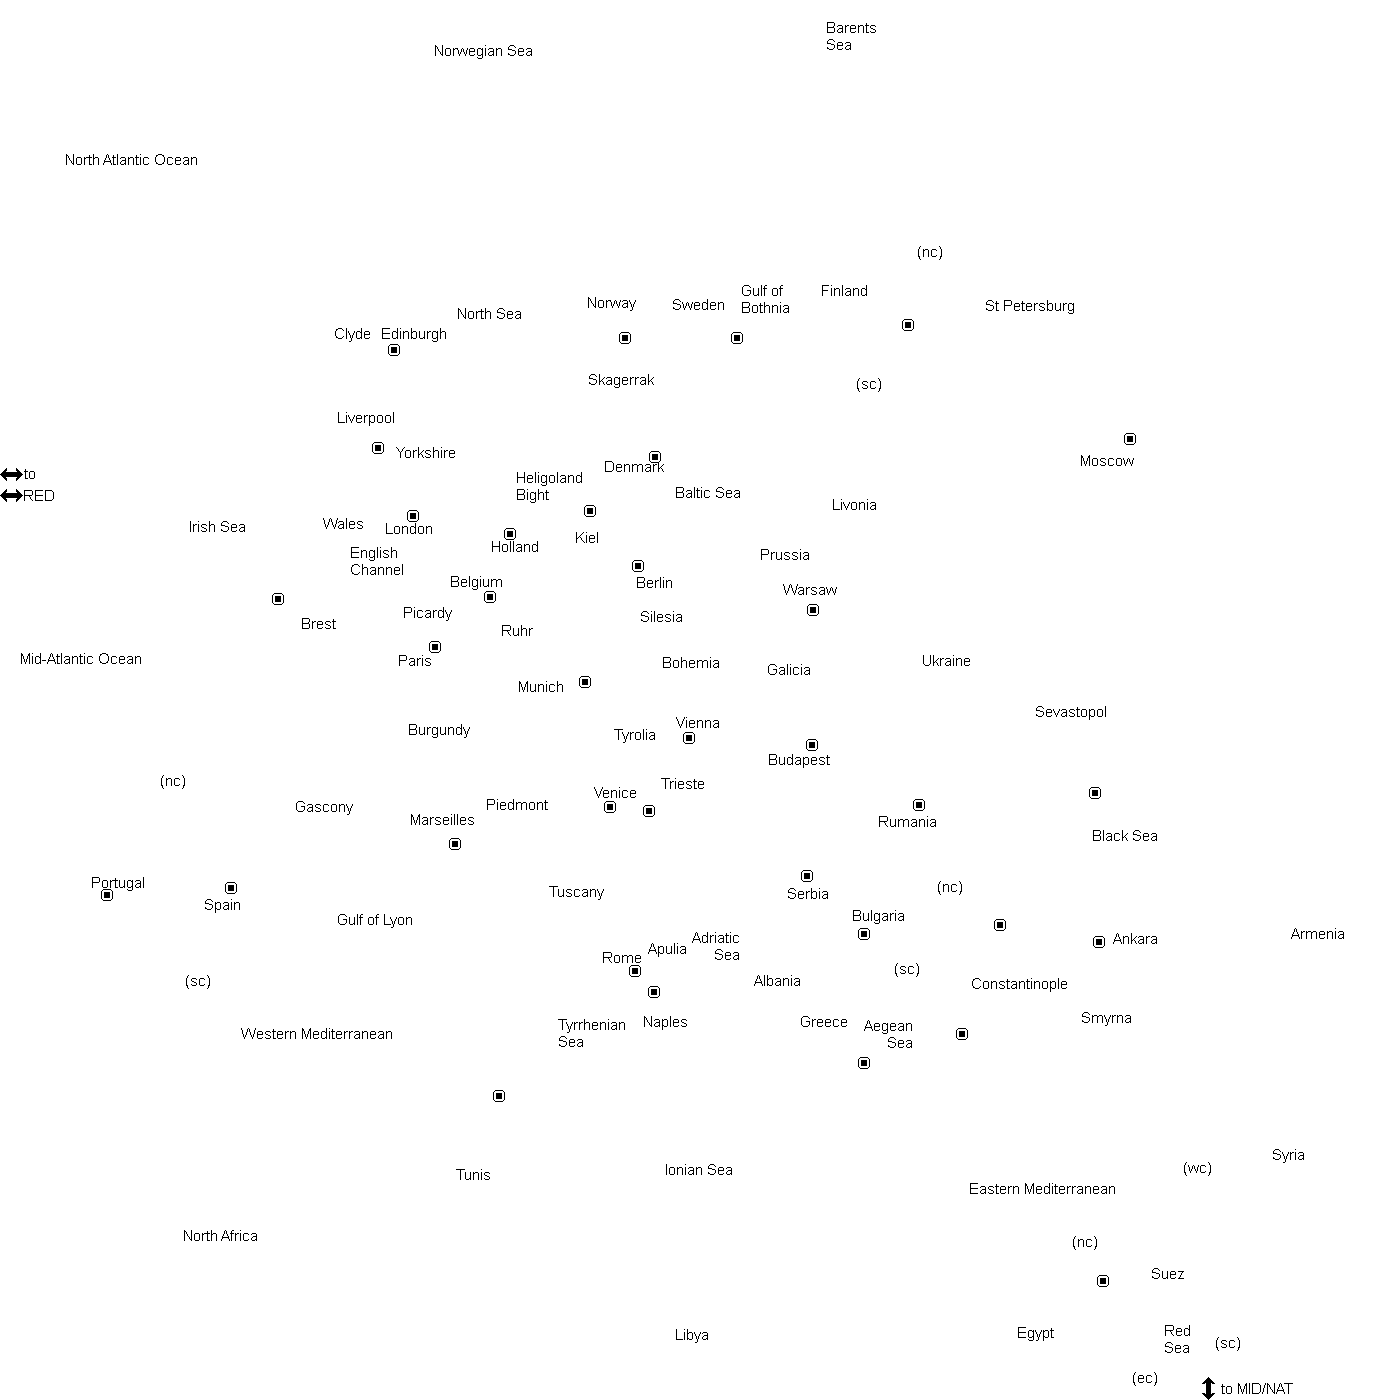 Barents
Sea
Norwegian Sea
North Atlantic Ocean
(nc)
Gulf of
Bothnia
Finland
Norway
Sweden
St Petersburg
North Sea
Clyde
Edinburgh
Skagerrak
(sc)
Liverpool
Yorkshire
Moscow
Denmark
to
RED
Heligoland
Bight
Baltic Sea
Livonia
Irish Sea
Wales
London
Kiel
Holland
English
Channel
Prussia
Belgium
Berlin
Warsaw
Picardy
Silesia
Brest
Ruhr
Mid-Atlantic Ocean
Paris
Bohemia
Galicia
Ukraine
Munich
Sevastopol
Burgundy
Tyrolia
Vienna
Budapest
(nc)
Trieste
Venice
Gascony
Piedmont
Marseilles
Rumania
Black Sea
Portugal
Spain
Tuscany
Serbia
(nc)
Gulf of Lyon
Bulgaria
Adriatic
Sea
Ankara
Armenia
Apulia
Rome
(sc)
(sc)
Albania
Constantinople
Western Mediterranean
Tyrrhenian
Sea
Naples
Greece
Aegean
Sea
Smyrna
Syria
(wc)
Tunis
Ionian Sea
Eastern Mediterranean
North Africa
(nc)
Suez
Libya
Egypt
Red
Sea
(sc)
(ec)
to MID/NAT